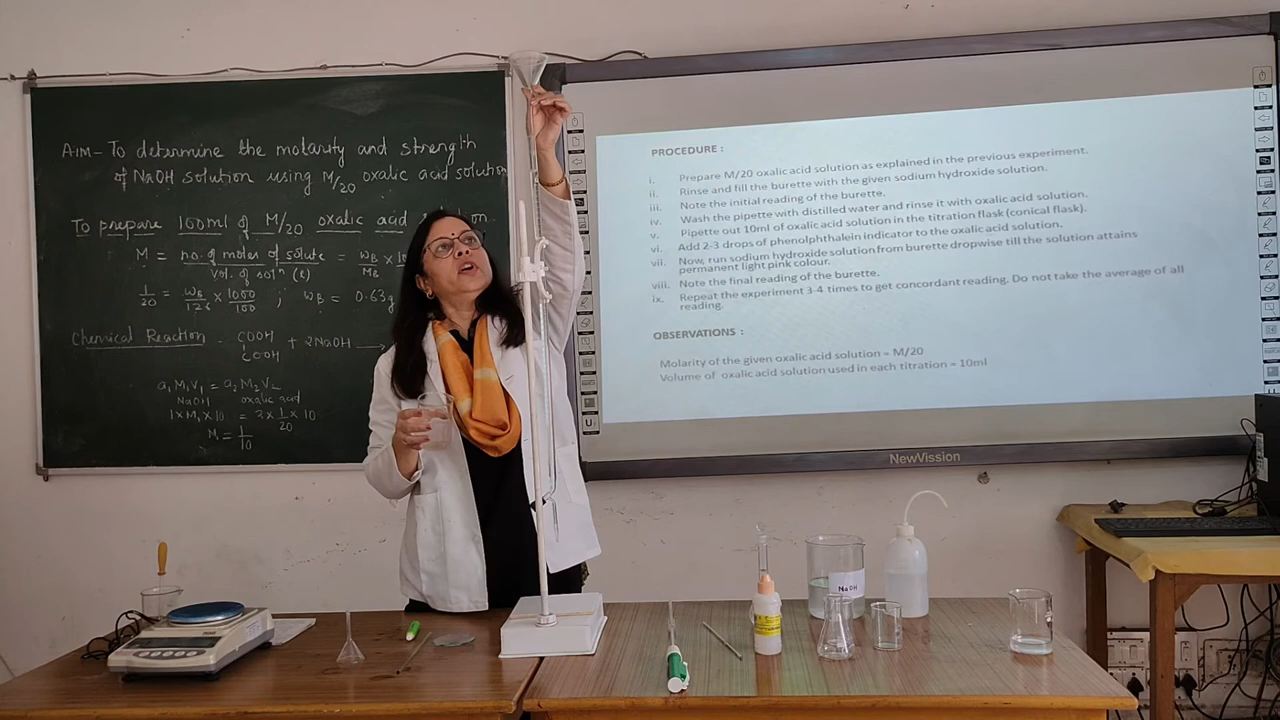 AIM - To determine the molarity and strength
of NaOH solution using M/20 oxalic acid solution
To prepare 100ml of M/20 oxalic acid
M = no. of moles of solute / Vol. of solⁿ (l) = W_B / M_B ×
1/20 = W_B / 126 × 1000 / 100 ; W_B = 0.63g
Chemical Reaction - COOH
COOH + 2NaOH →
a₁M₁V₁ = a₂M₂V₂
NaOH oxalic acid
1×M₁×10 = 2×1/20×10
M₁ = 1/10
PROCEDURE :
i. Prepare M/20 oxalic acid solution as explained in the previous experiment.
ii. Rinse and fill the burette with the given sodium hydroxide solution.
iii. Note the initial reading of the burette.
iv. Wash the pipette with distilled water and rinse it with oxalic acid solution.
v. Pipette out 10ml of oxalic acid solution in the titration flask (conical flask).
vi. Add 2-3 drops of phenolphthalein indicator to the oxalic acid solution.
vii. Now, run sodium hydroxide solution from burette dropwise till the solution attains
permanent light pink colour.
viii. Note the final reading of the burette.
ix. Repeat the experiment 3-4 times to get concordant reading. Do not take the average of all
reading.
OBSERVATIONS :
Molarity of the given oxalic acid solution = M/20
Volume of oxalic acid solution used in each titration = 10ml
NewVission
NaOH